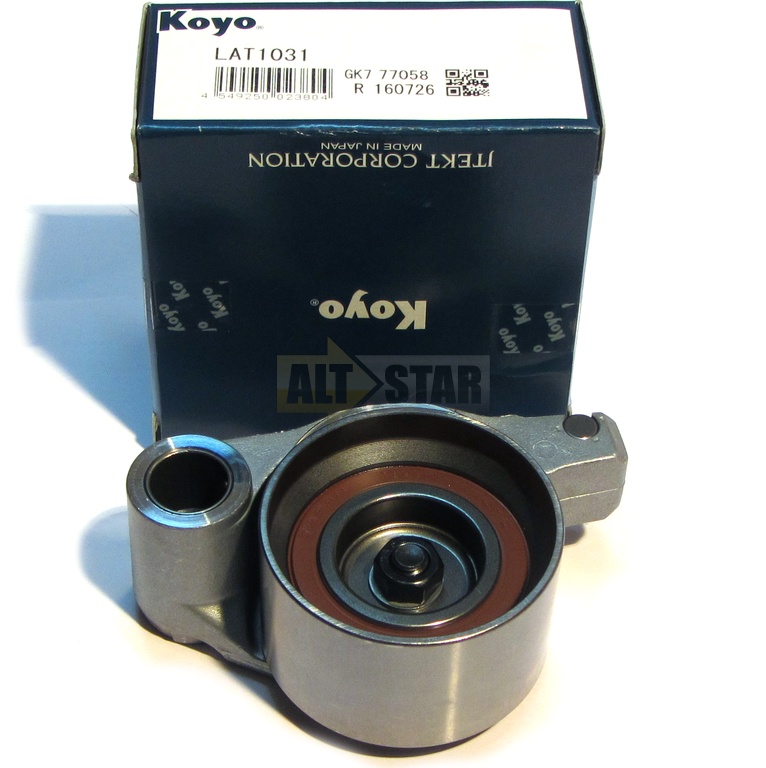 Koyo®
LAT1031
GK7 77058
4 549250 023804
R 160726
JTEKT CORPORATION
MADE IN JAPAN
Koyo®
Koyo
Koyo
Koyo
Koyo
ALT STAR